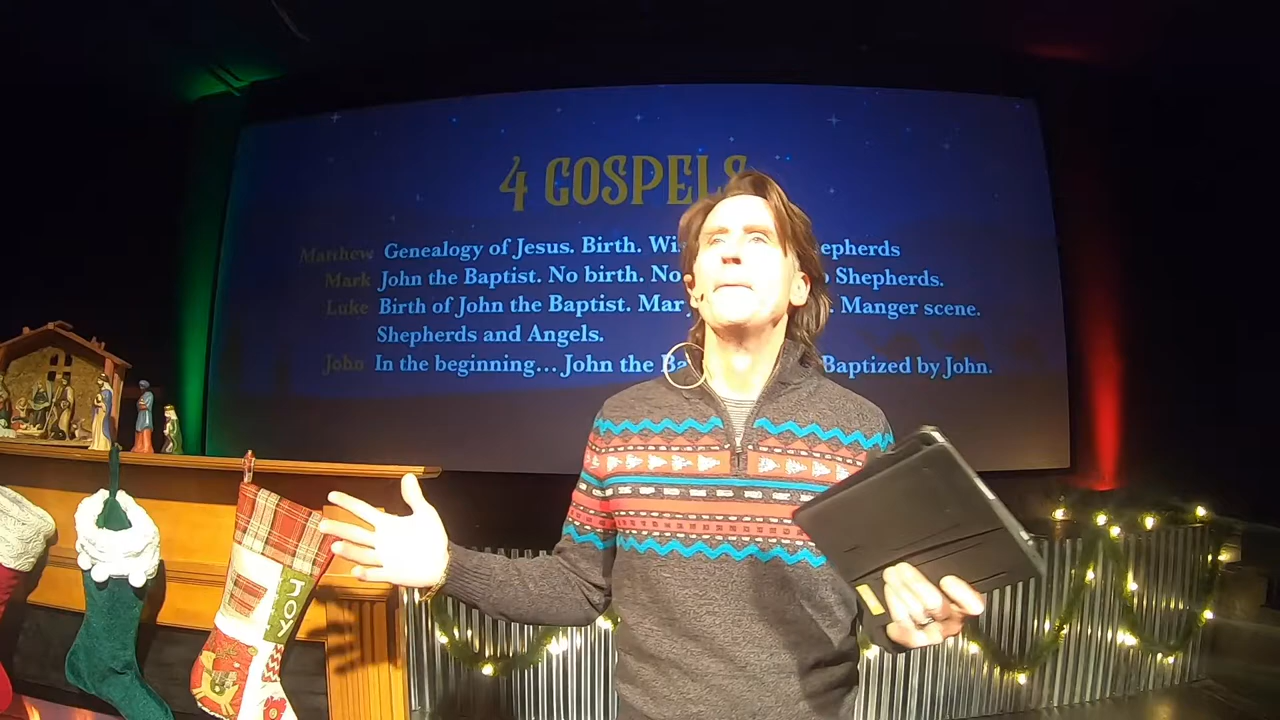 4 GOSPELS
Matthew Genealogy of Jesus. Birth. epherds
Mark John the Baptist. No birth. No Shepherds.
Luke Birth of John the Baptist. Mar . Manger scene.
Shepherds and Angels.
John In the beginning... John the Ba Baptized by John.
JOY